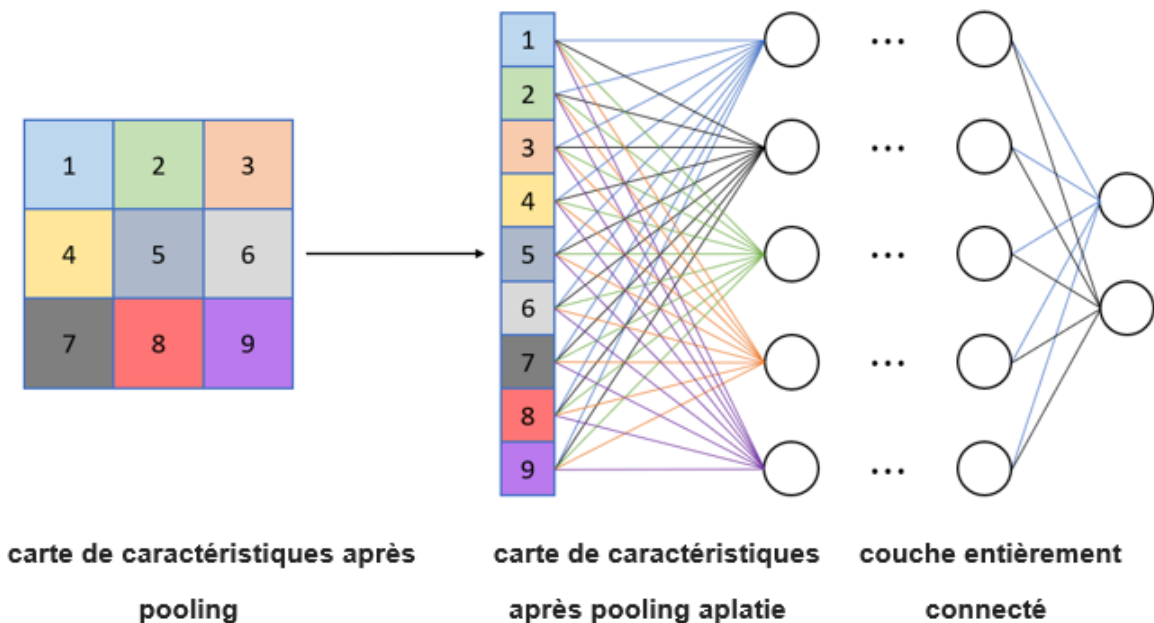 1 2 3
4 5 6
7 8 9
1
2
3
4
5
6
7
8
9
...
...
...
...
...
carte de caractéristiques après
pooling
carte de caractéristiques
après pooling aplatie
couche entièrement
connecté